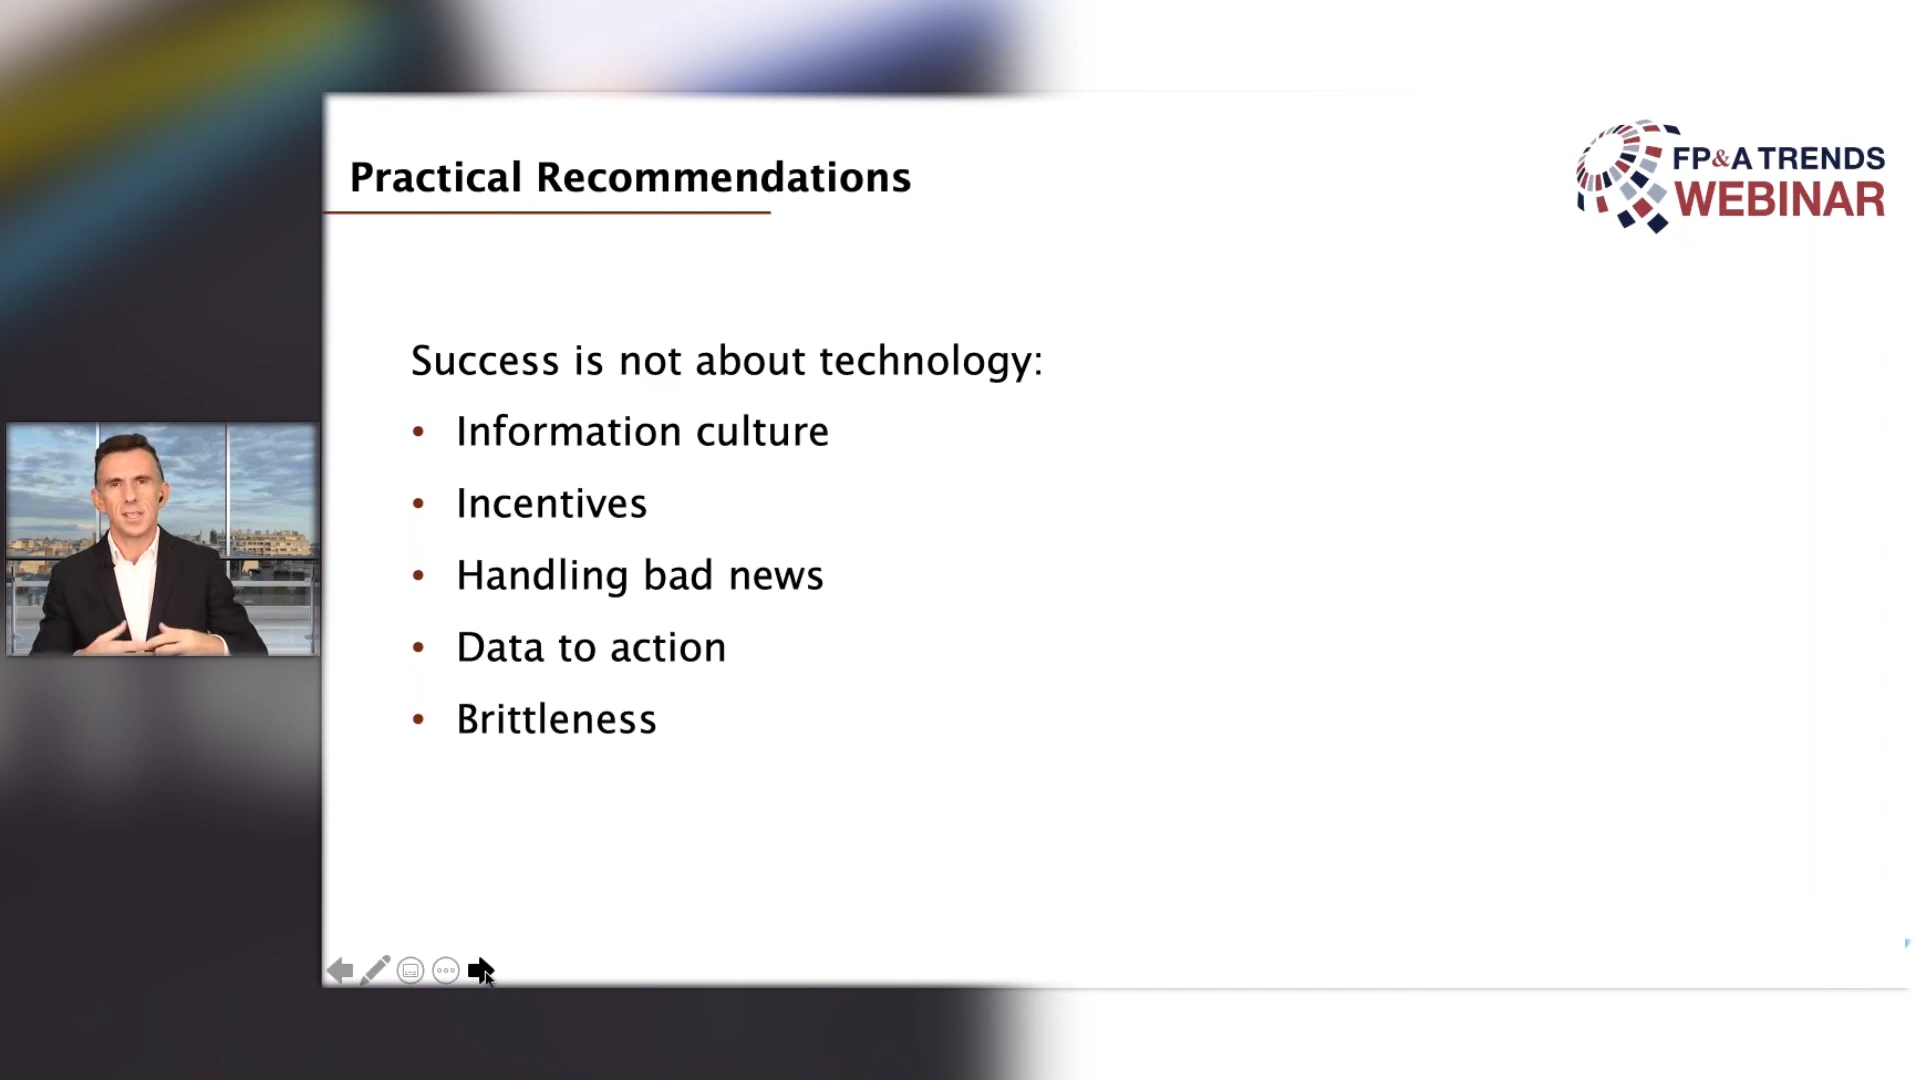 Practical Recommendations
FP&A TRENDS
WEBINAR
Success is not about technology:
• Information culture
• Incentives
• Handling bad news
• Data to action
• Brittleness